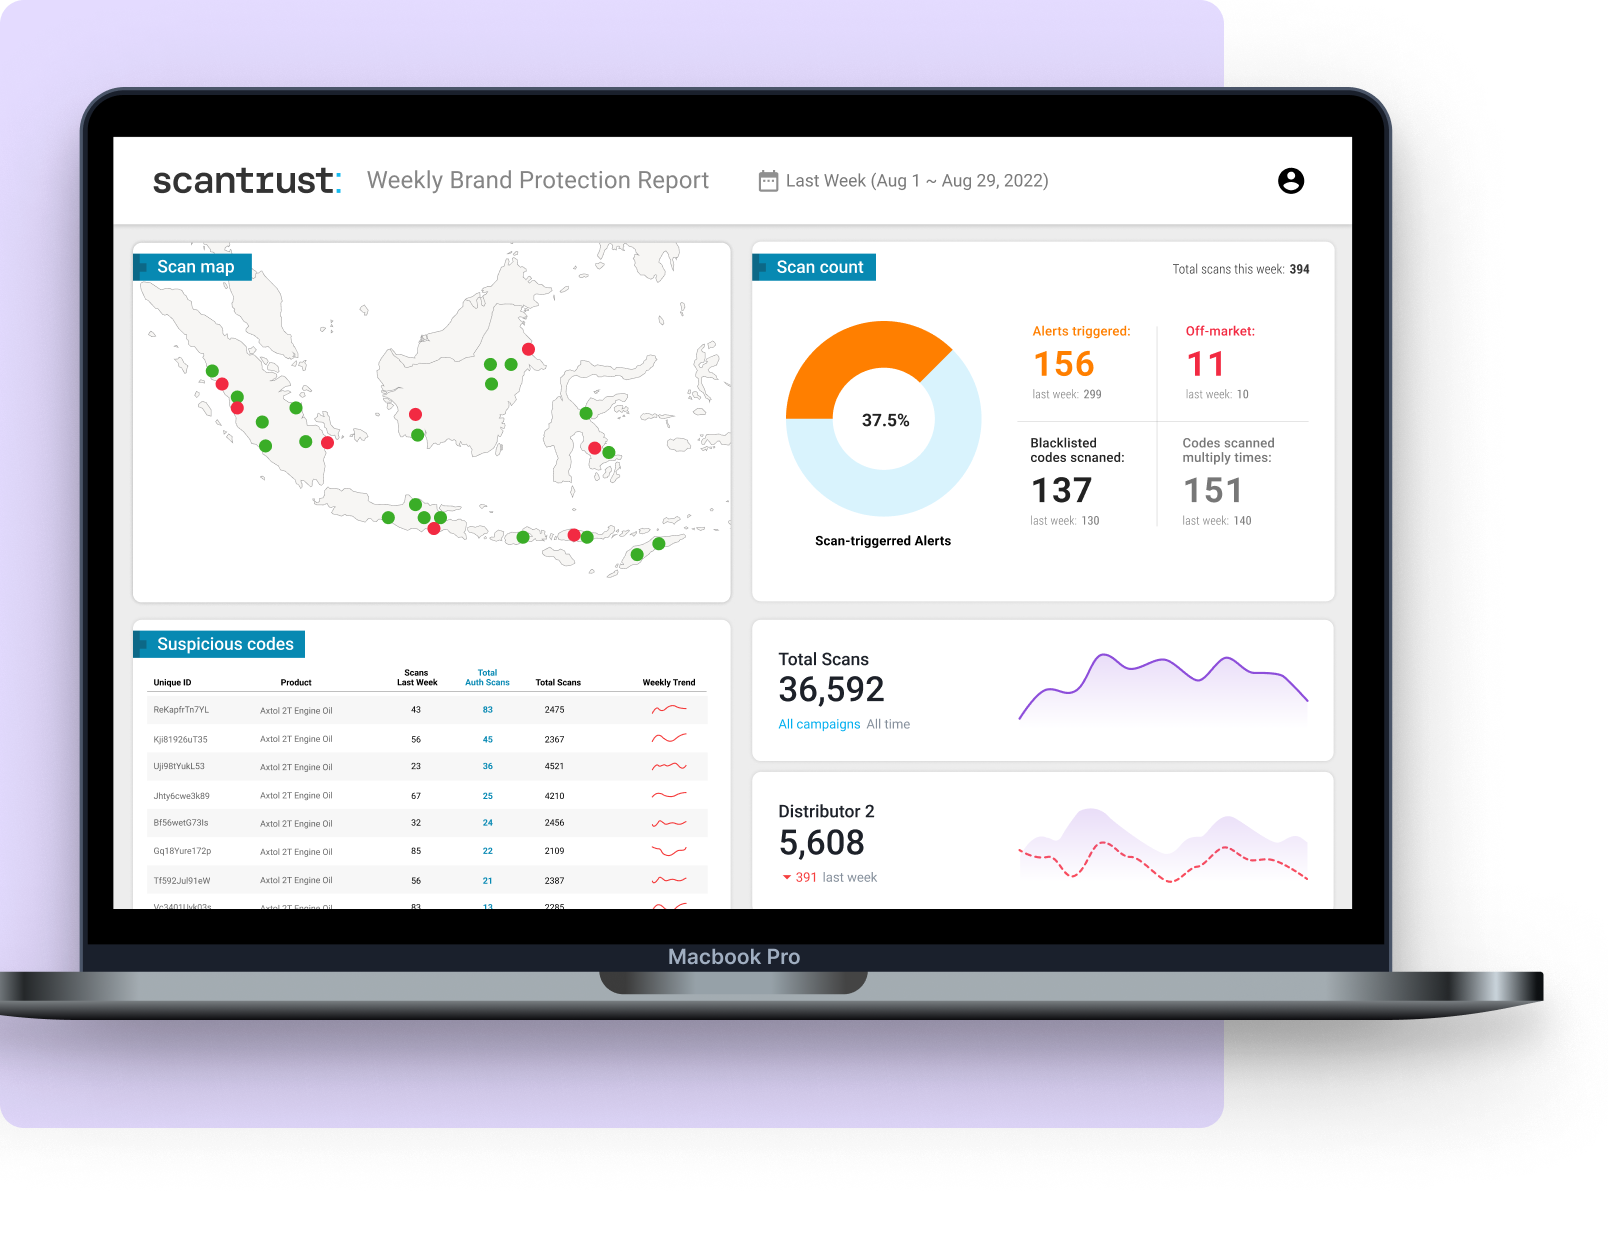 scantrust:
Weekly Brand Protection Report
Last Week (Aug 1 ~ Aug 29, 2022)
Scan map
Scan count
Total scans this week: 394
37.5%
Scan-triggerred Alerts
Alerts triggered:
156
last week: 299
Off-market:
11
last week: 10
Blacklisted
codes scnaned:
137
last week: 130
Codes scanned
multiply times:
151
last week: 140
Suspicious codes
Unique ID Product Scans Last Week Total Auth Scans Total Scans Weekly Trend
ReKapfrTn7YL Axtol 2T Engine Oil 43 83 2475
Kji81926uT35 Axtol 2T Engine Oil 56 45 2367
Uji98tYukL53 Axtol 2T Engine Oil 23 36 4521
Jhty6cwe3k89 Axtol 2T Engine Oil 67 25 4210
Bf56wetG73Is Axtol 2T Engine Oil 32 24 2456
Gq18Yure172p Axtol 2T Engine Oil 85 22 2109
Tf592Jul91eW Axtol 2T Engine Oil 56 21 2387
Axtol 2T Engine Oil 83 13 2285
Total Scans
36,592
All campaigns All time
Distributor 2
5,608
391 last week
Macbook Pro